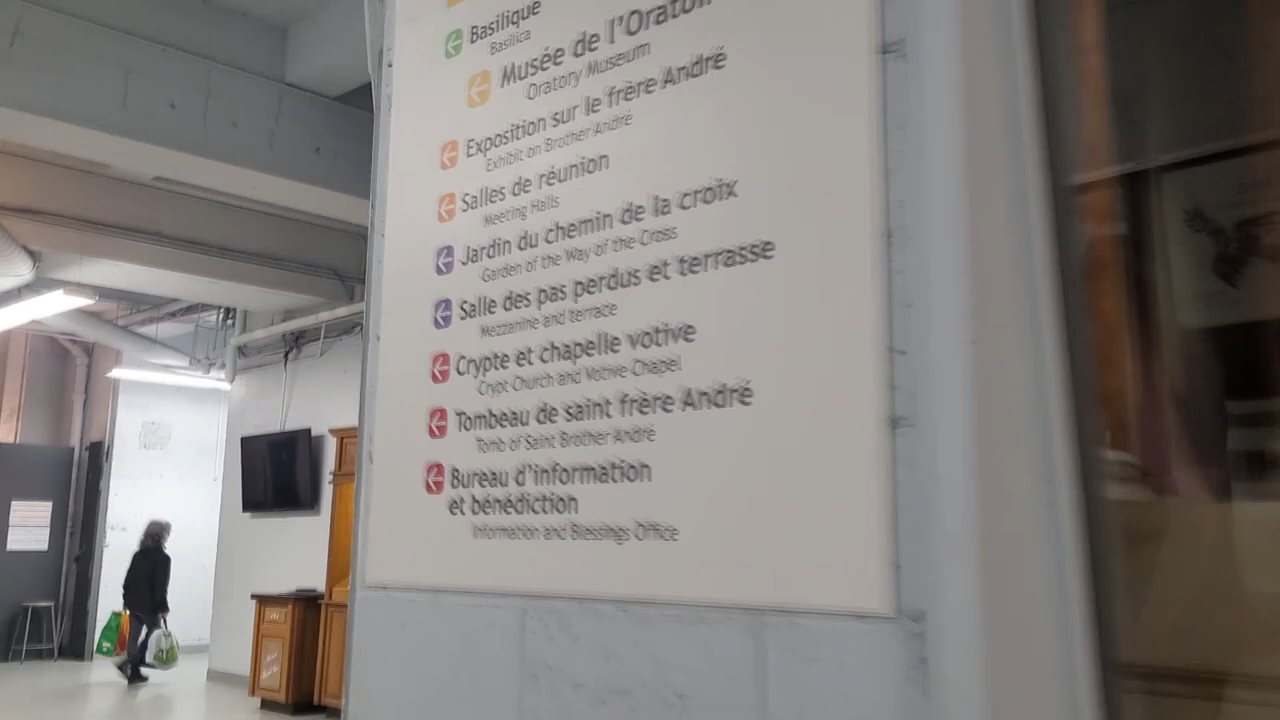 Basilique
Basilica
Musée de l'Oratoir
Oratory Museum
Exposition sur le frère André
Exhibit on Brother André
Salles de réunion
Meeting Halls
Jardin du chemin de la croix
Garden of the Way of the Cross
Salle des pas perdus et terrasse
Mezzanine and terrace
Crypte et chapelle votive
Crypt Church and Votive Chapel
Tombeau de saint frère André
Tomb of Saint Brother André
Bureau d'information
et bénédiction
Information and Blessings Office